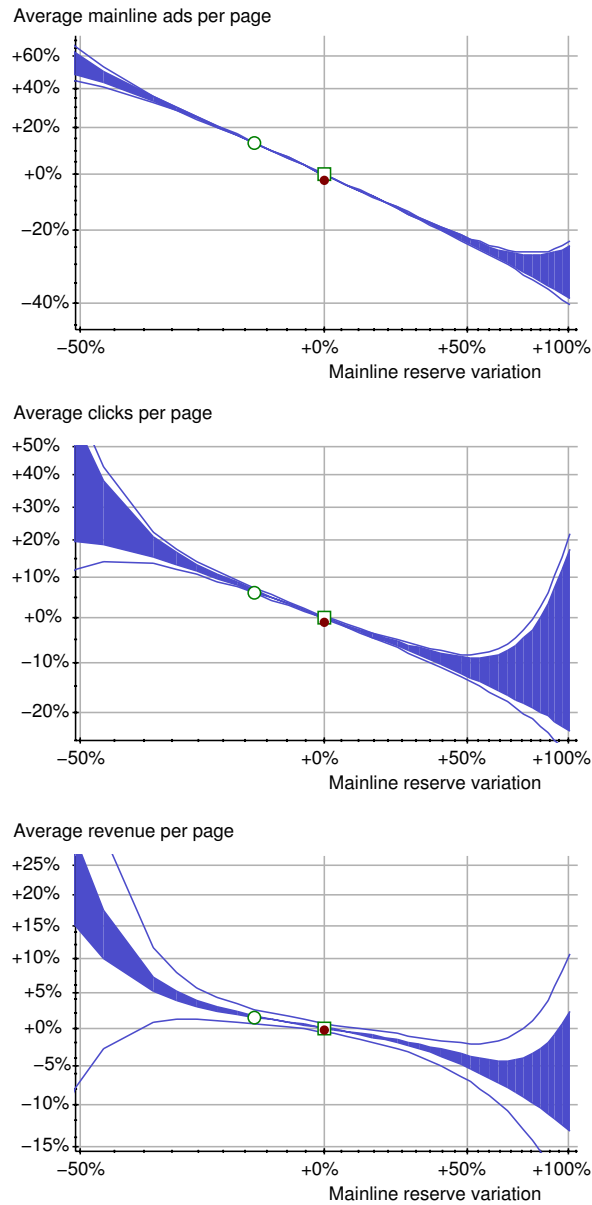 Average mainline ads per page
+60%
+40%
+20%
+0%
−20%
−40%
−50% +0% +50% +100%
Mainline reserve variation
Average clicks per page
+50%
+40%
+30%
+20%
+10%
+0%
−10%
−20%
−50% +0% +50% +100%
Mainline reserve variation
Average revenue per page
+25%
+20%
+15%
+10%
+5%
+0%
−5%
−10%
−15%
−50% +0% +50% +100%
Mainline reserve variation